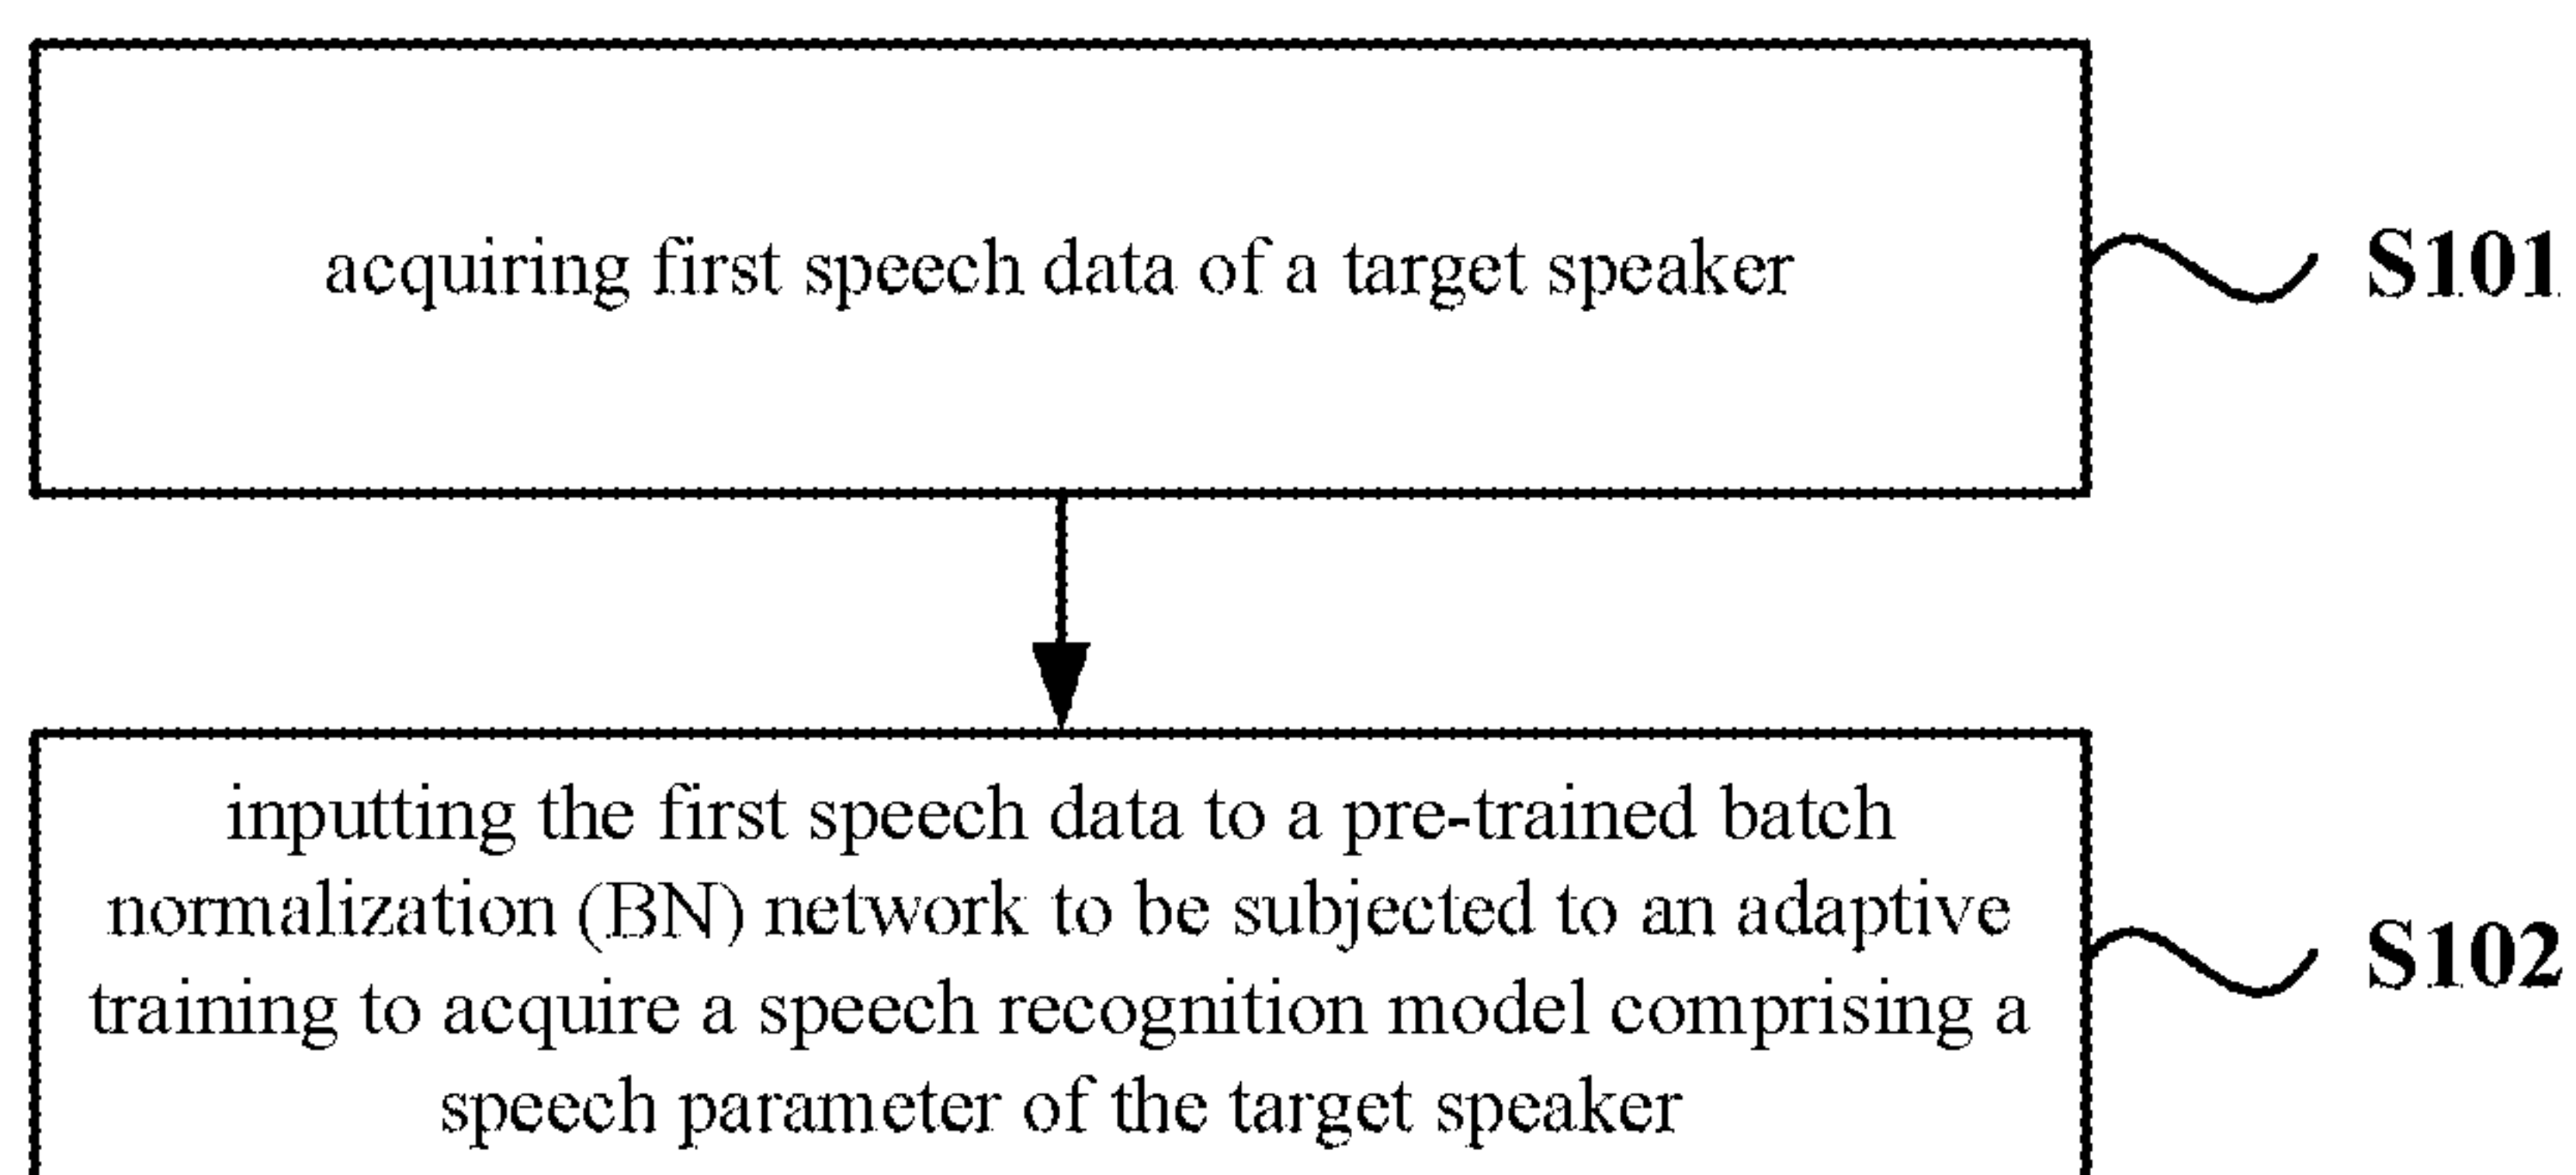 acquiring first speech data of a target speaker
S101
inputting the first speech data to a pre-trained batch
normalization (BN) network to be subjected to an adaptive
training to acquire a speech recognition model comprising a
speech parameter of the target speaker
S102